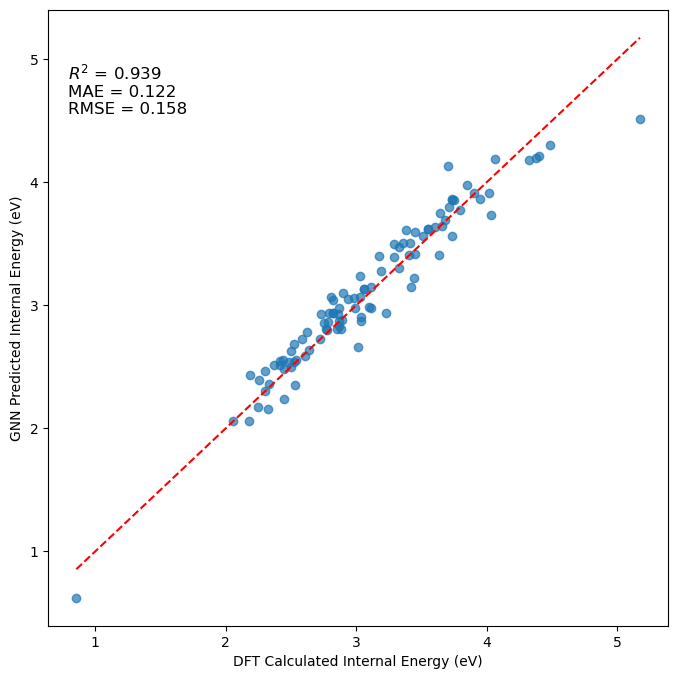 5
R² = 0.939
MAE = 0.122
RMSE = 0.158
4
3
2
1
GNN Predicted Internal Energy (eV)
1 2 3 4 5
DFT Calculated Internal Energy (eV)